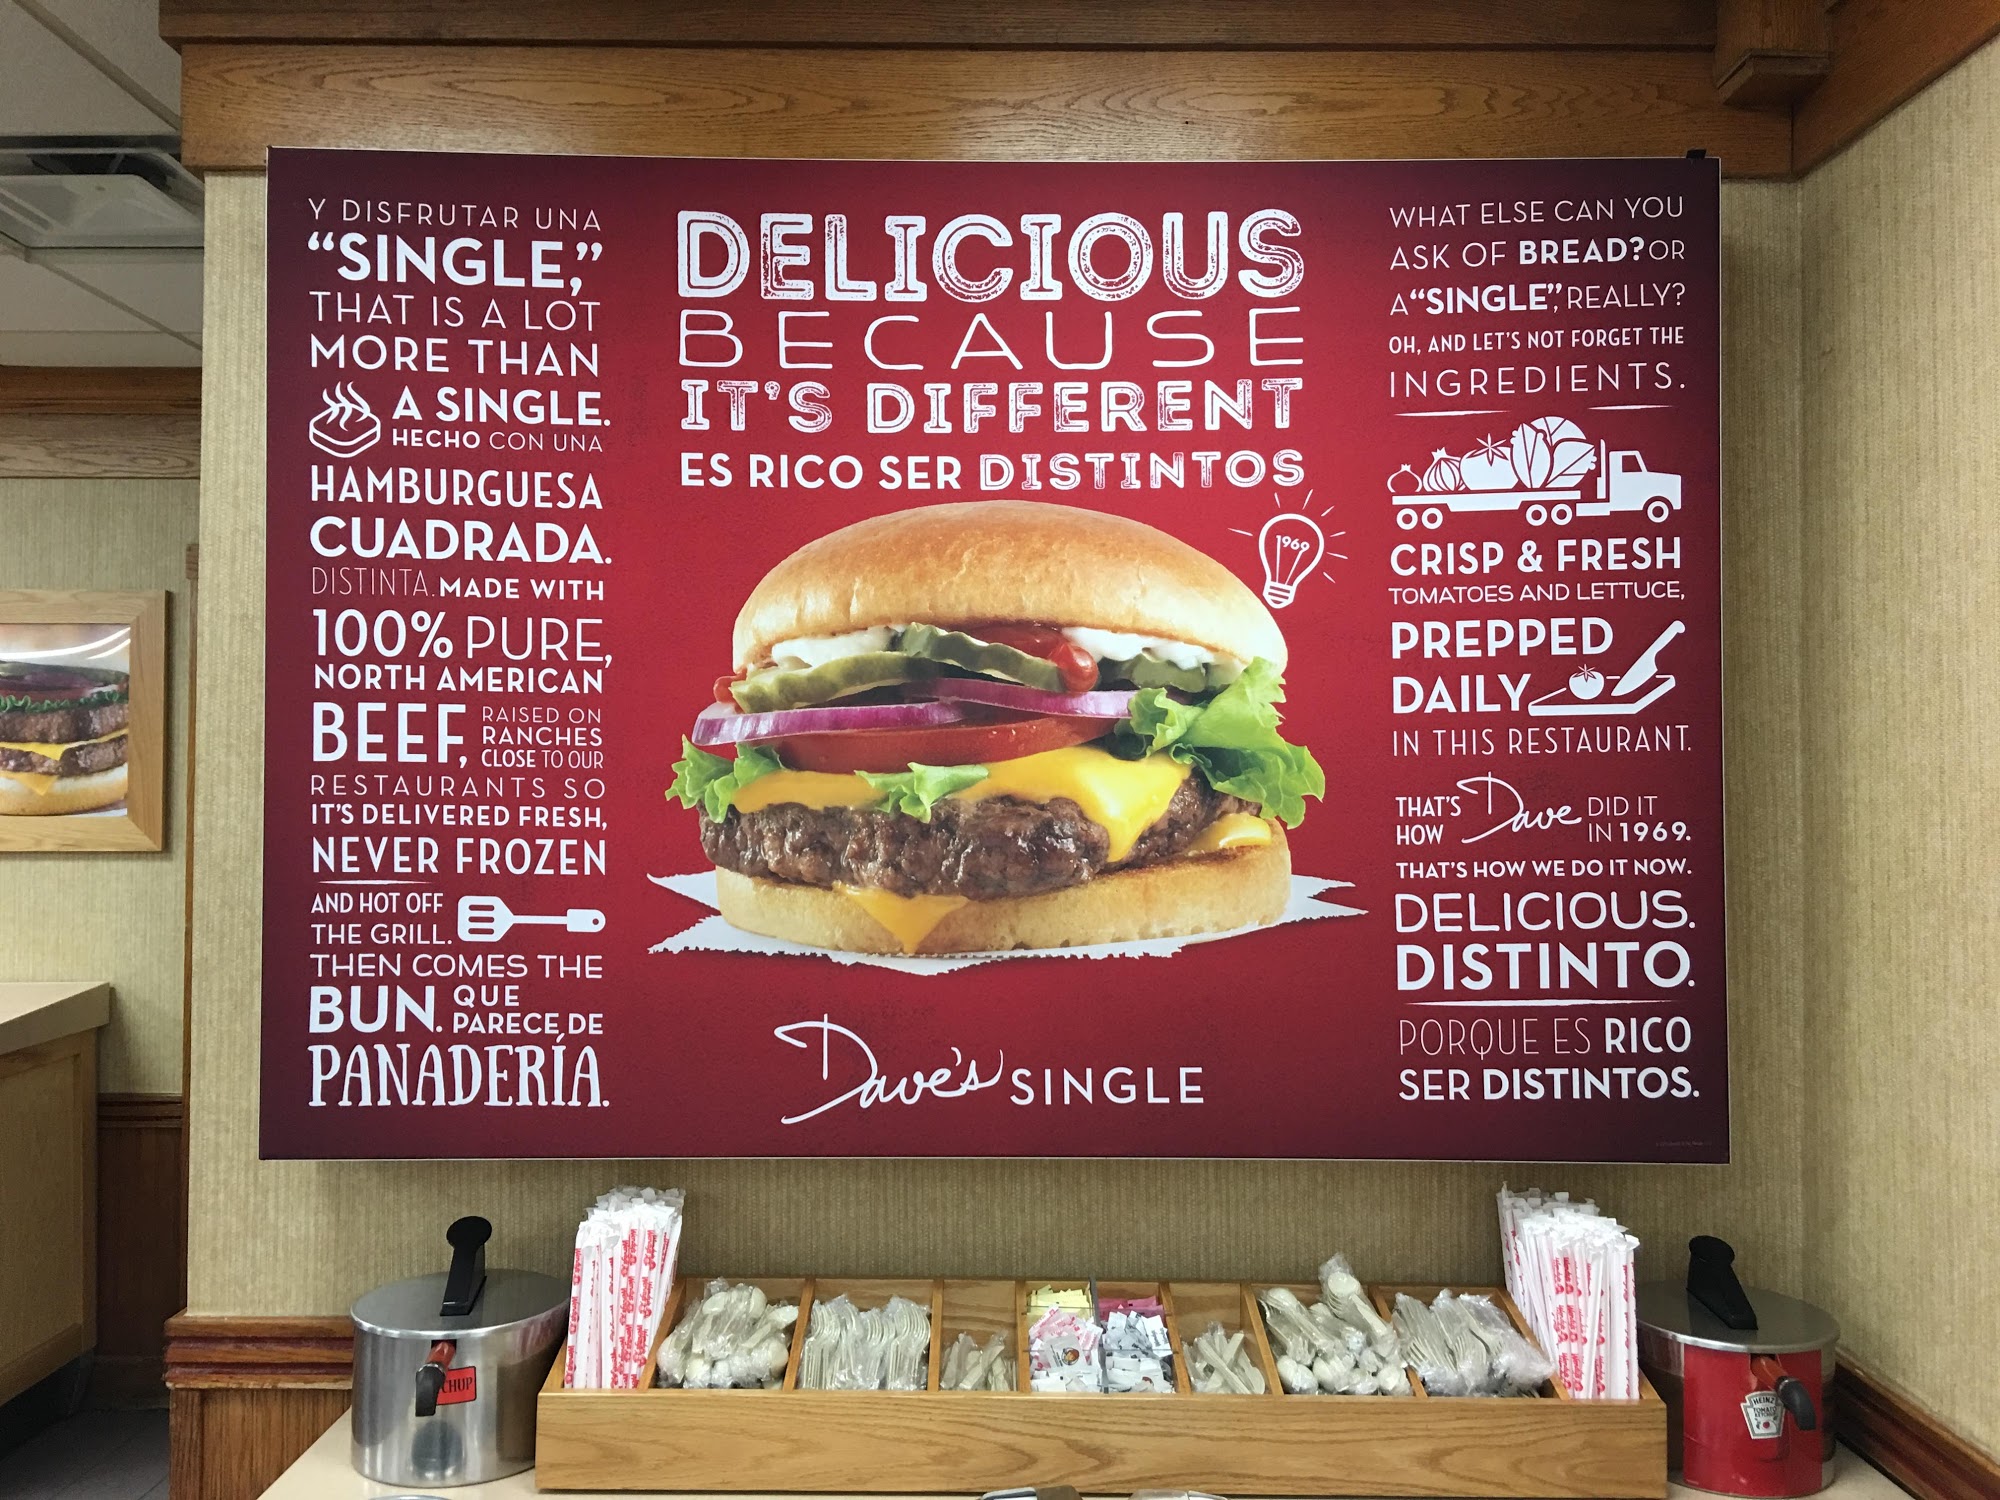 Y DISFRUTAR UNA
“SINGLE,”
THAT IS A LOT
MORE THAN
A SINGLE.
HECHO CON UNA
HAMBURGUESA
CUADRADA.
DISTINTA. MADE WITH
100% PURE,
NORTH AMERICAN
BEEF, RAISED ON
RANCHES
CLOSE TO OUR
RESTAURANTS SO
IT'S DELIVERED FRESH,
NEVER FROZEN
AND HOT OFF
THE GRILL.
THEN COMES THE
BUN. QUE
PARECE DE
PANADERÍA.
DELICIOUS
BECAUSE
IT'S DIFFERENT
ES RICO SER DISTINTOS
1969
Dave's SINGLE
WHAT ELSE CAN YOU
ASK OF BREAD? OR
A “SINGLE”, REALLY?
OH, AND LET'S NOT FORGET THE
INGREDIENTS.
CRISP & FRESH
TOMATOES AND LETTUCE,
PREPPED
DAILY
IN THIS RESTAURANT.
THAT'S HOW Dave DID IT
IN 1969.
THAT'S HOW WE DO IT NOW.
DELICIOUS.
DISTINTO.
PORQUE ES RICO
SER DISTINTOS.
CHUP
HEINZ
TOMATO
KETCHUP